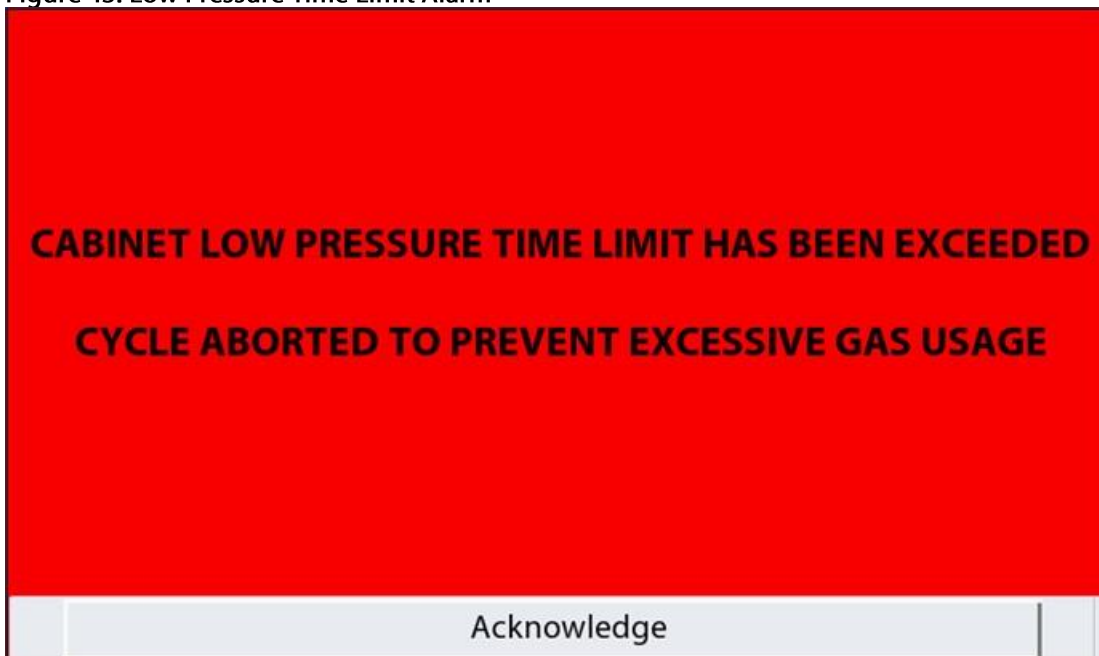 CABINET LOW PRESSURE TIME LIMIT HAS BEEN EXCEEDED
CYCLE ABORTED TO PREVENT EXCESSIVE GAS USAGE
Acknowledge